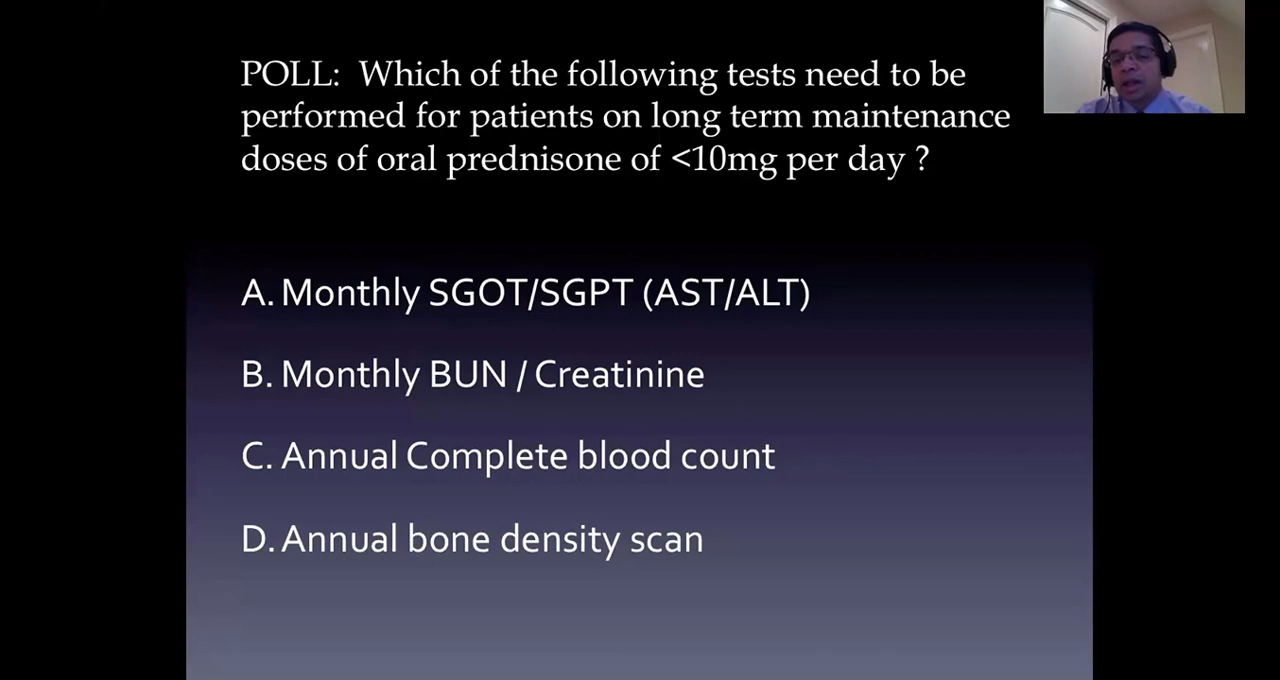 POLL: Which of the following tests need to be
performed for patients on long term maintenance
doses of oral prednisone of <10mg per day ?
A. Monthly SGOT/SGPT (AST/ALT)
B. Monthly BUN / Creatinine
C. Annual Complete blood count
D. Annual bone density scan